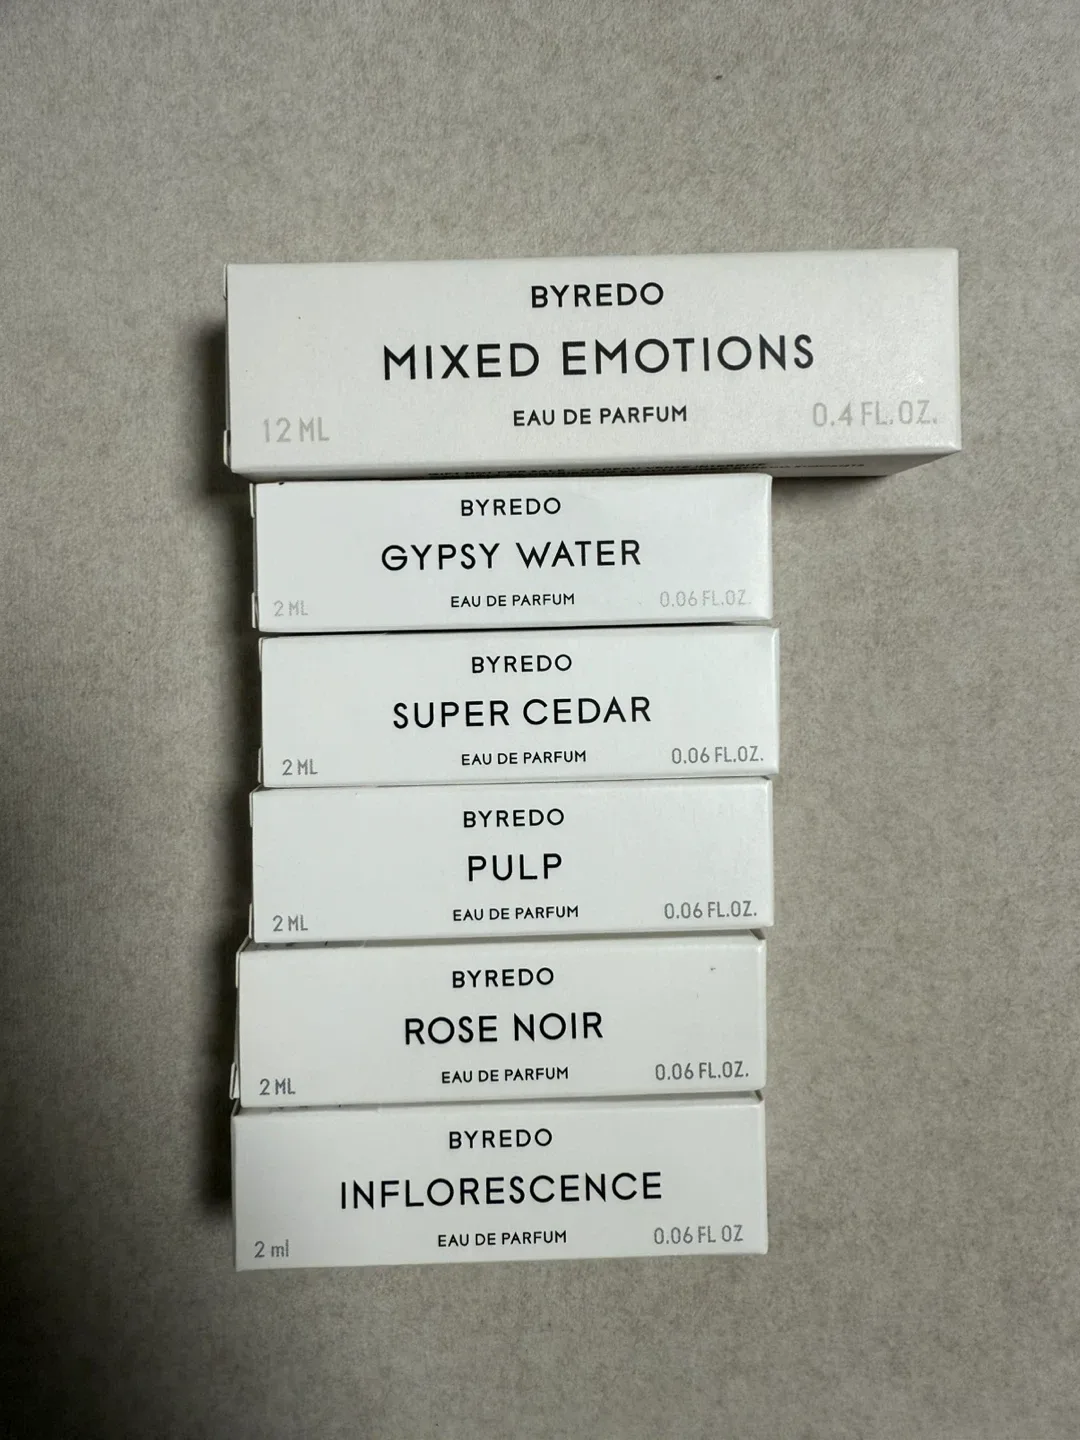 BYREDO
MIXED EMOTIONS
EAU DE PARFUM
12 ML 0.4 FL.OZ.
BYREDO
GYPSY WATER
EAU DE PARFUM
2 ML 0.06 FL.OZ.
BYREDO
SUPER CEDAR
EAU DE PARFUM
2 ML 0.06 FL.OZ.
BYREDO
PULP
EAU DE PARFUM
2 ML 0.06 FL.OZ.
BYREDO
ROSE NOIR
EAU DE PARFUM
2 ML 0.06 FL.OZ.
BYREDO
INFLORESCENCE
EAU DE PARFUM
2 ml 0.06 FL OZ